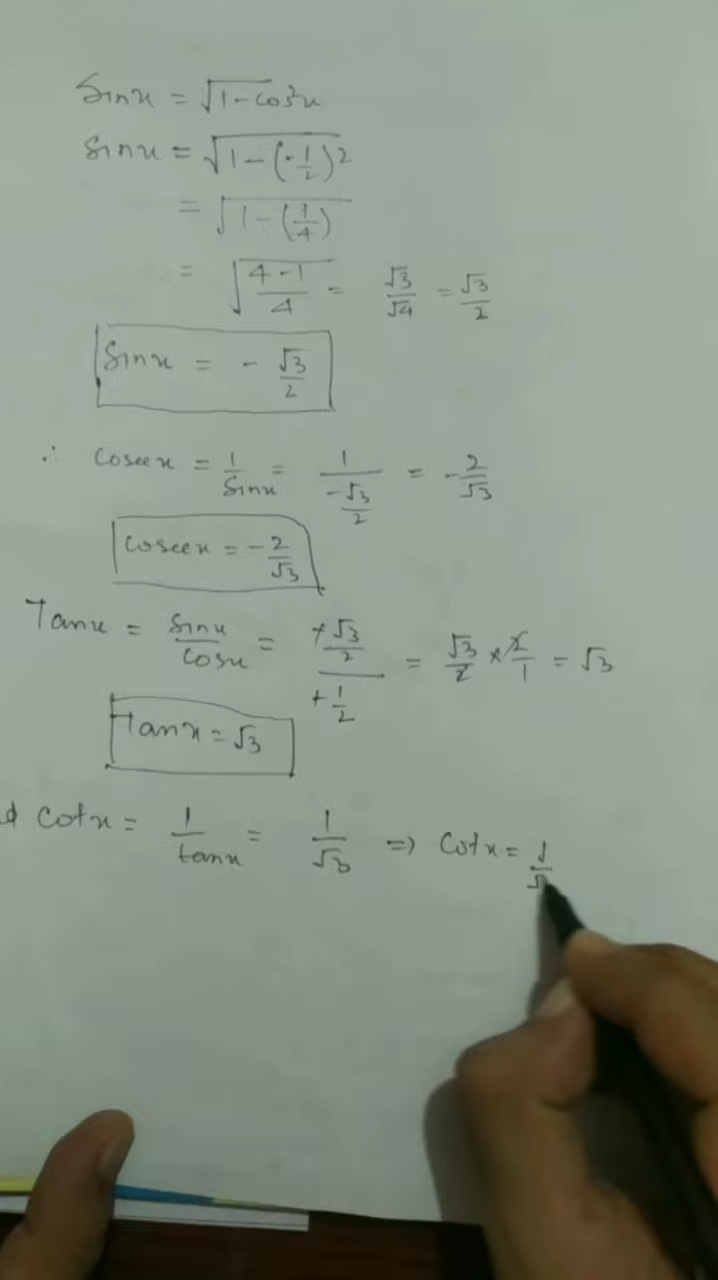 Sinx = √1-cos²x
Sinx = √1-(-1/2)²
= √1-(1/4)
= √4-1/4 = √3/√4 = √3/2
Sinx = - √3/2
∴ Cosecx = 1/Sinx = 1/-√3/2 = -2/√3
Cosecx = -2/√3
Tanx = Sinx/Cosx = +√3/2/+1/2 = √3/2 × 2/1 = √3
Tanx = √3
d Cotx = 1/tanx = 1/√3 ⇒ Cotx = 1/√